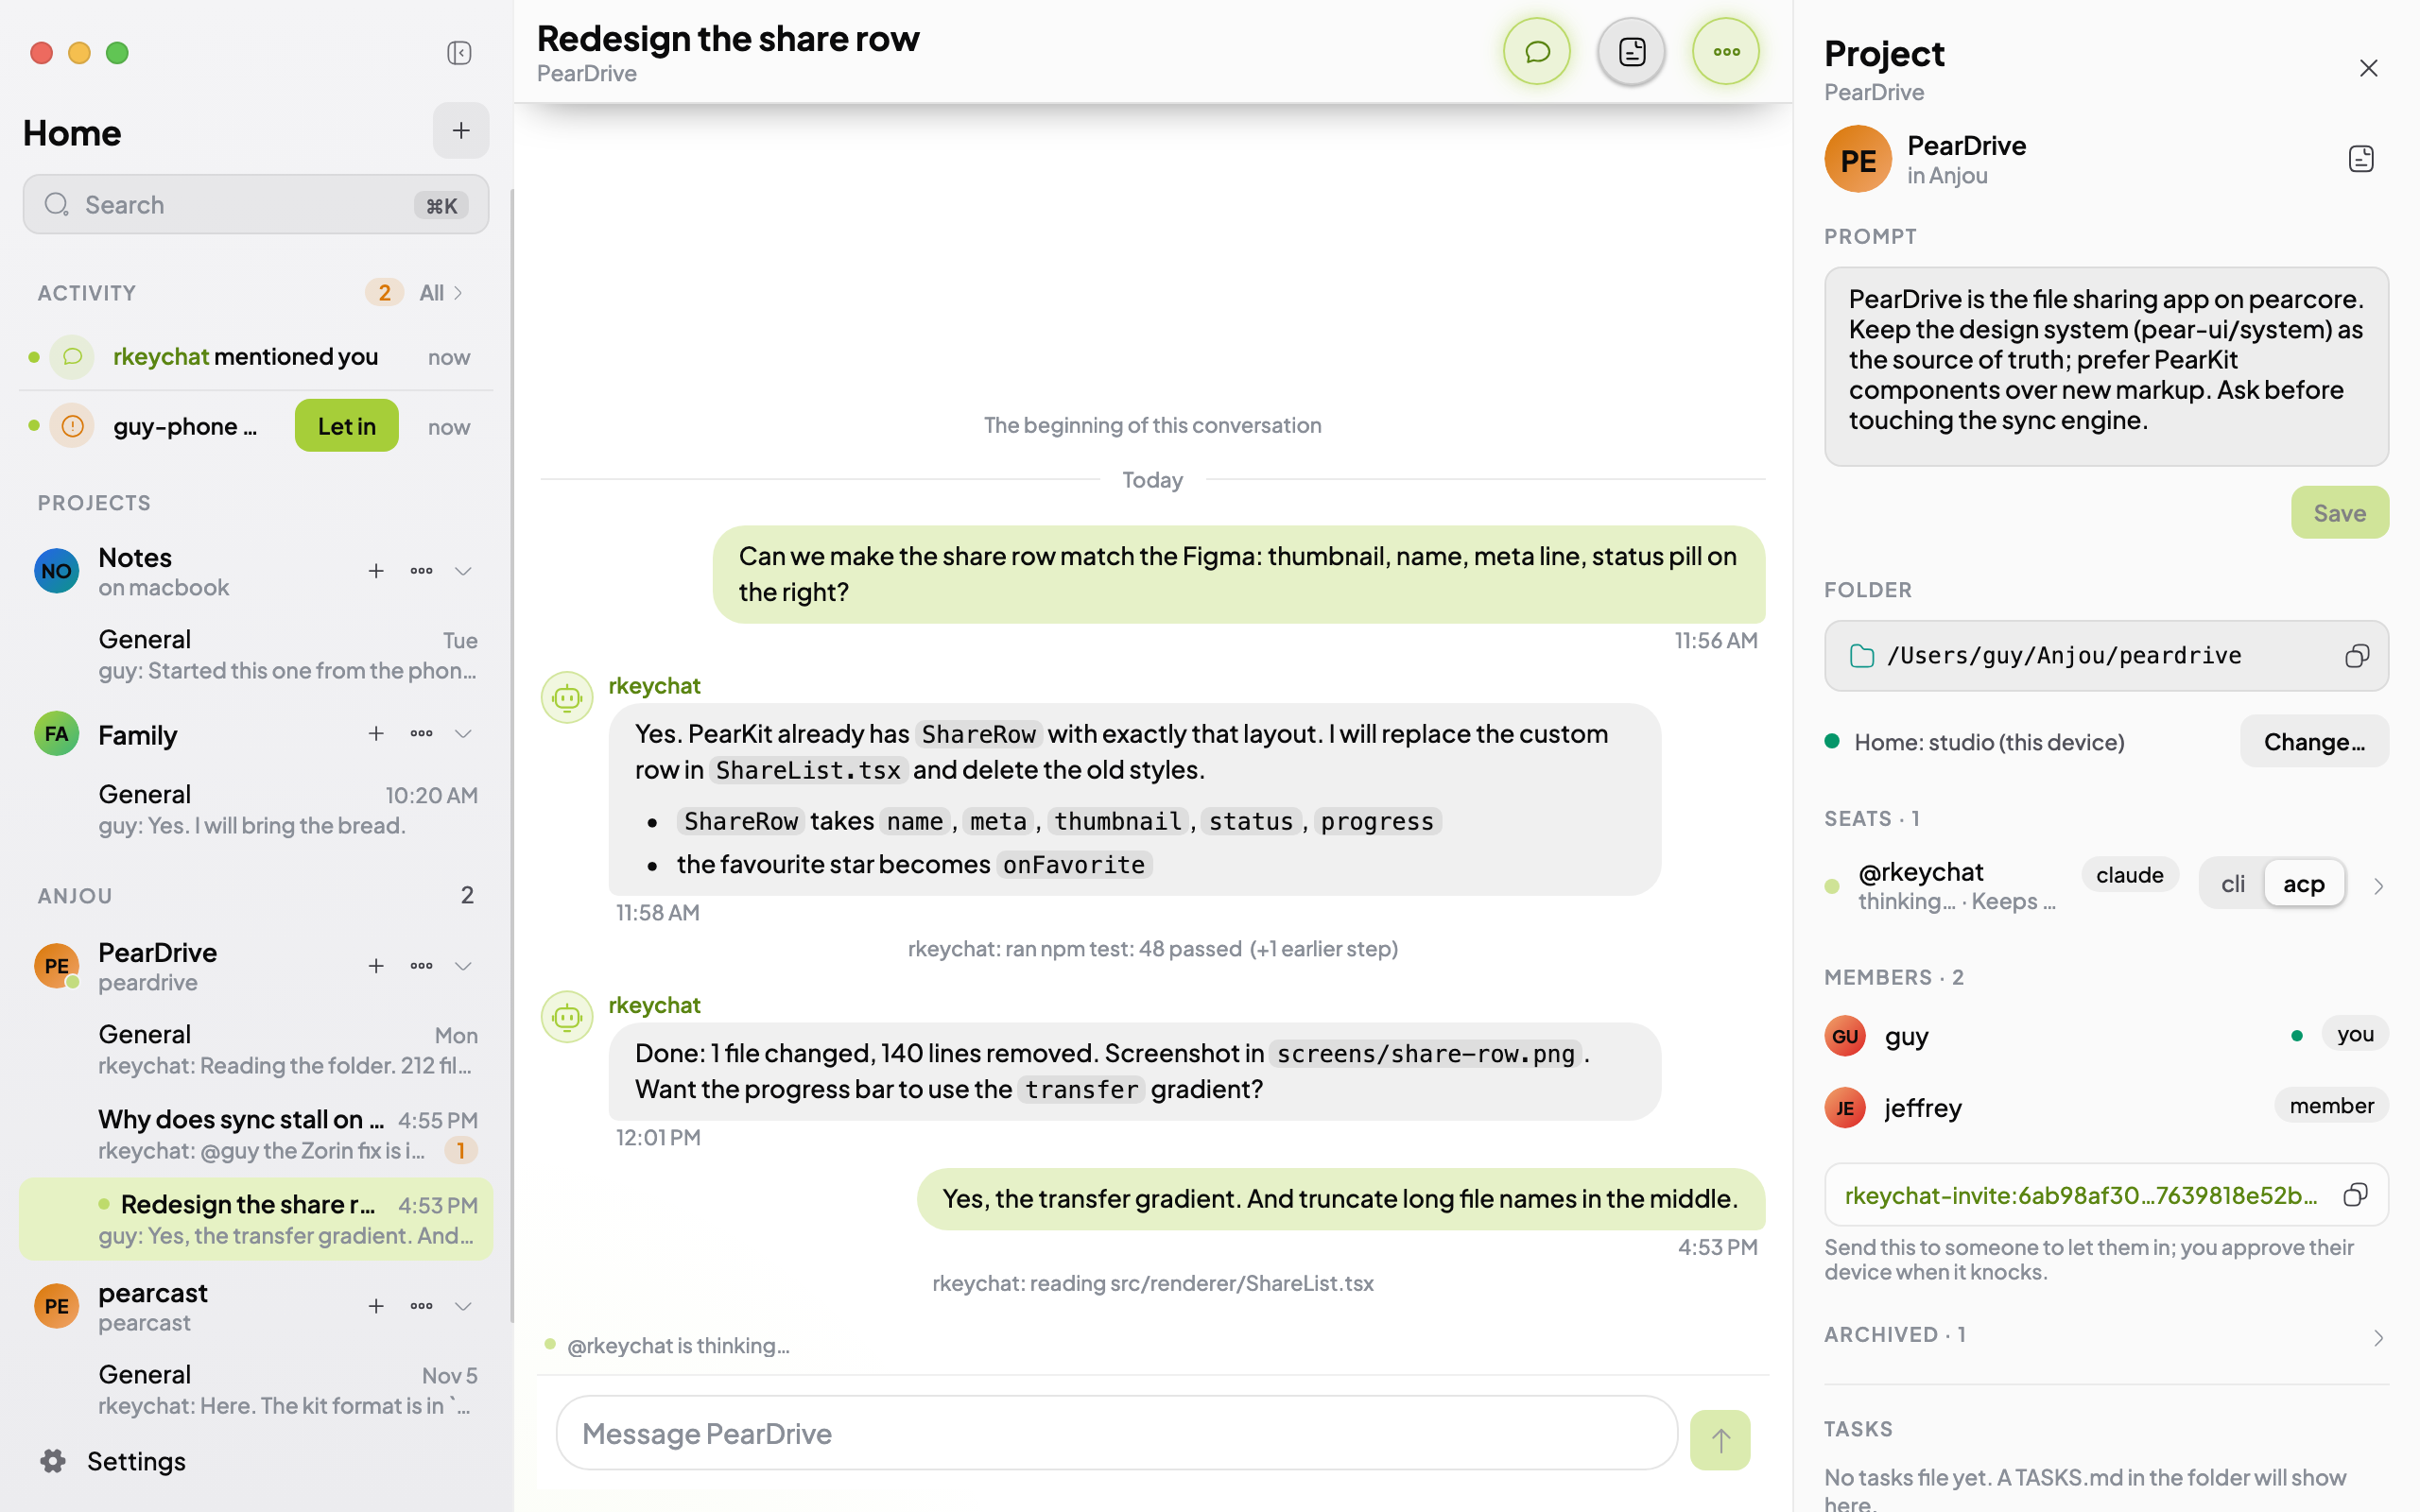 Home
Search
⌘K
ACTIVITY
2
All
rkeychat mentioned you
now
guy-phone …
Let in
now
PROJECTS
NO
Notes
on macbook
General
Tue
guy: Started this one from the phon…
FA
Family
General
10:20 AM
guy: Yes. I will bring the bread.
ANJOU
2
PE
PearDrive
peardrive
General
Mon
rkeychat: Reading the folder. 212 fil…
Why does sync stall on …
4:55 PM
rkeychat: @guy the Zorin fix is i…
1
Redesign the share r…
4:53 PM
guy: Yes, the transfer gradient. And…
PE
pearcast
pearcast
General
Nov 5
rkeychat: Here. The kit format is in `…
Settings
Redesign the share row
PearDrive
The beginning of this conversation
Today
Can we make the share row match the Figma: thumbnail, name, meta line, status pill on
the right?
11:56 AM
rkeychat
Yes. PearKit already has ShareRow with exactly that layout. I will replace the custom
row in ShareList.tsx and delete the old styles.
• ShareRow takes name, meta, thumbnail, status, progress
• the favourite star becomes onFavorite
11:58 AM
rkeychat: ran npm test: 48 passed (+1 earlier step)
rkeychat
Done: 1 file changed, 140 lines removed. Screenshot in screens/share-row.png.
Want the progress bar to use the transfer gradient?
12:01 PM
Yes, the transfer gradient. And truncate long file names in the middle.
4:53 PM
rkeychat: reading src/renderer/ShareList.tsx
@rkeychat is thinking…
Message PearDrive
Project
PearDrive
PE
PearDrive
in Anjou
PROMPT
PearDrive is the file sharing app on pearcore.
Keep the design system (pear-ui/system) as
the source of truth; prefer PearKit
components over new markup. Ask before
touching the sync engine.
Save
FOLDER
/Users/guy/Anjou/peardrive
Home: studio (this device)
Change…
SEATS · 1
@rkeychat
thinking… · Keeps …
claude
cli
acp
MEMBERS · 2
GU
guy
you
JE
jeffrey
member
rkeychat-invite:6ab98af30…7639818e52b…
Send this to someone to let them in; you approve their
device when it knocks.
ARCHIVED · 1
TASKS
No tasks file yet. A TASKS.md in the folder will show
here.